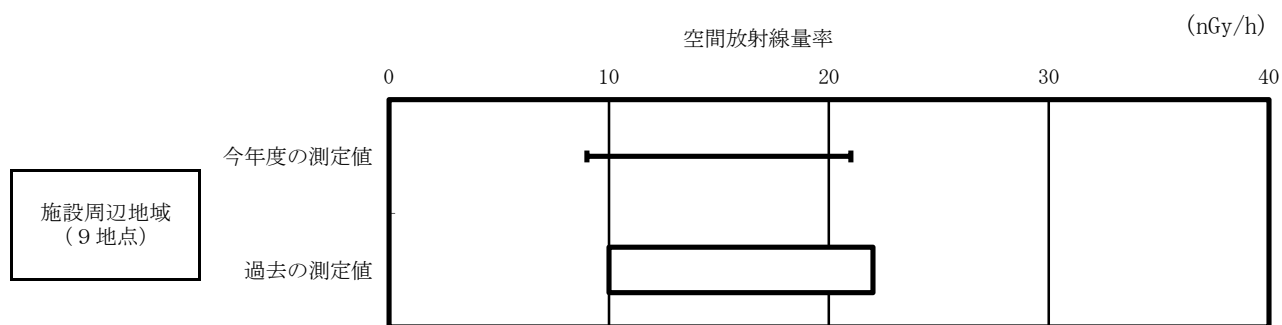 (nGy/h)
空間放射線量率
0 10 20 30 40
今年度の測定値
施設周辺地域
(9地点)
過去の測定値